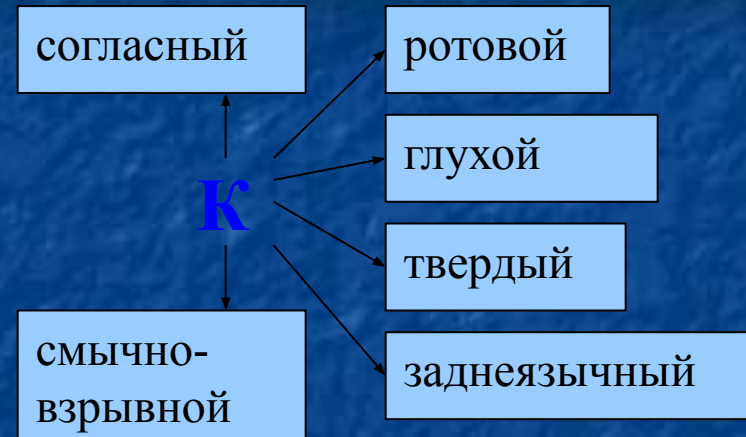 согласный
ротовой
глухой
К
твердый
смычно-
взрывной
заднеязычный